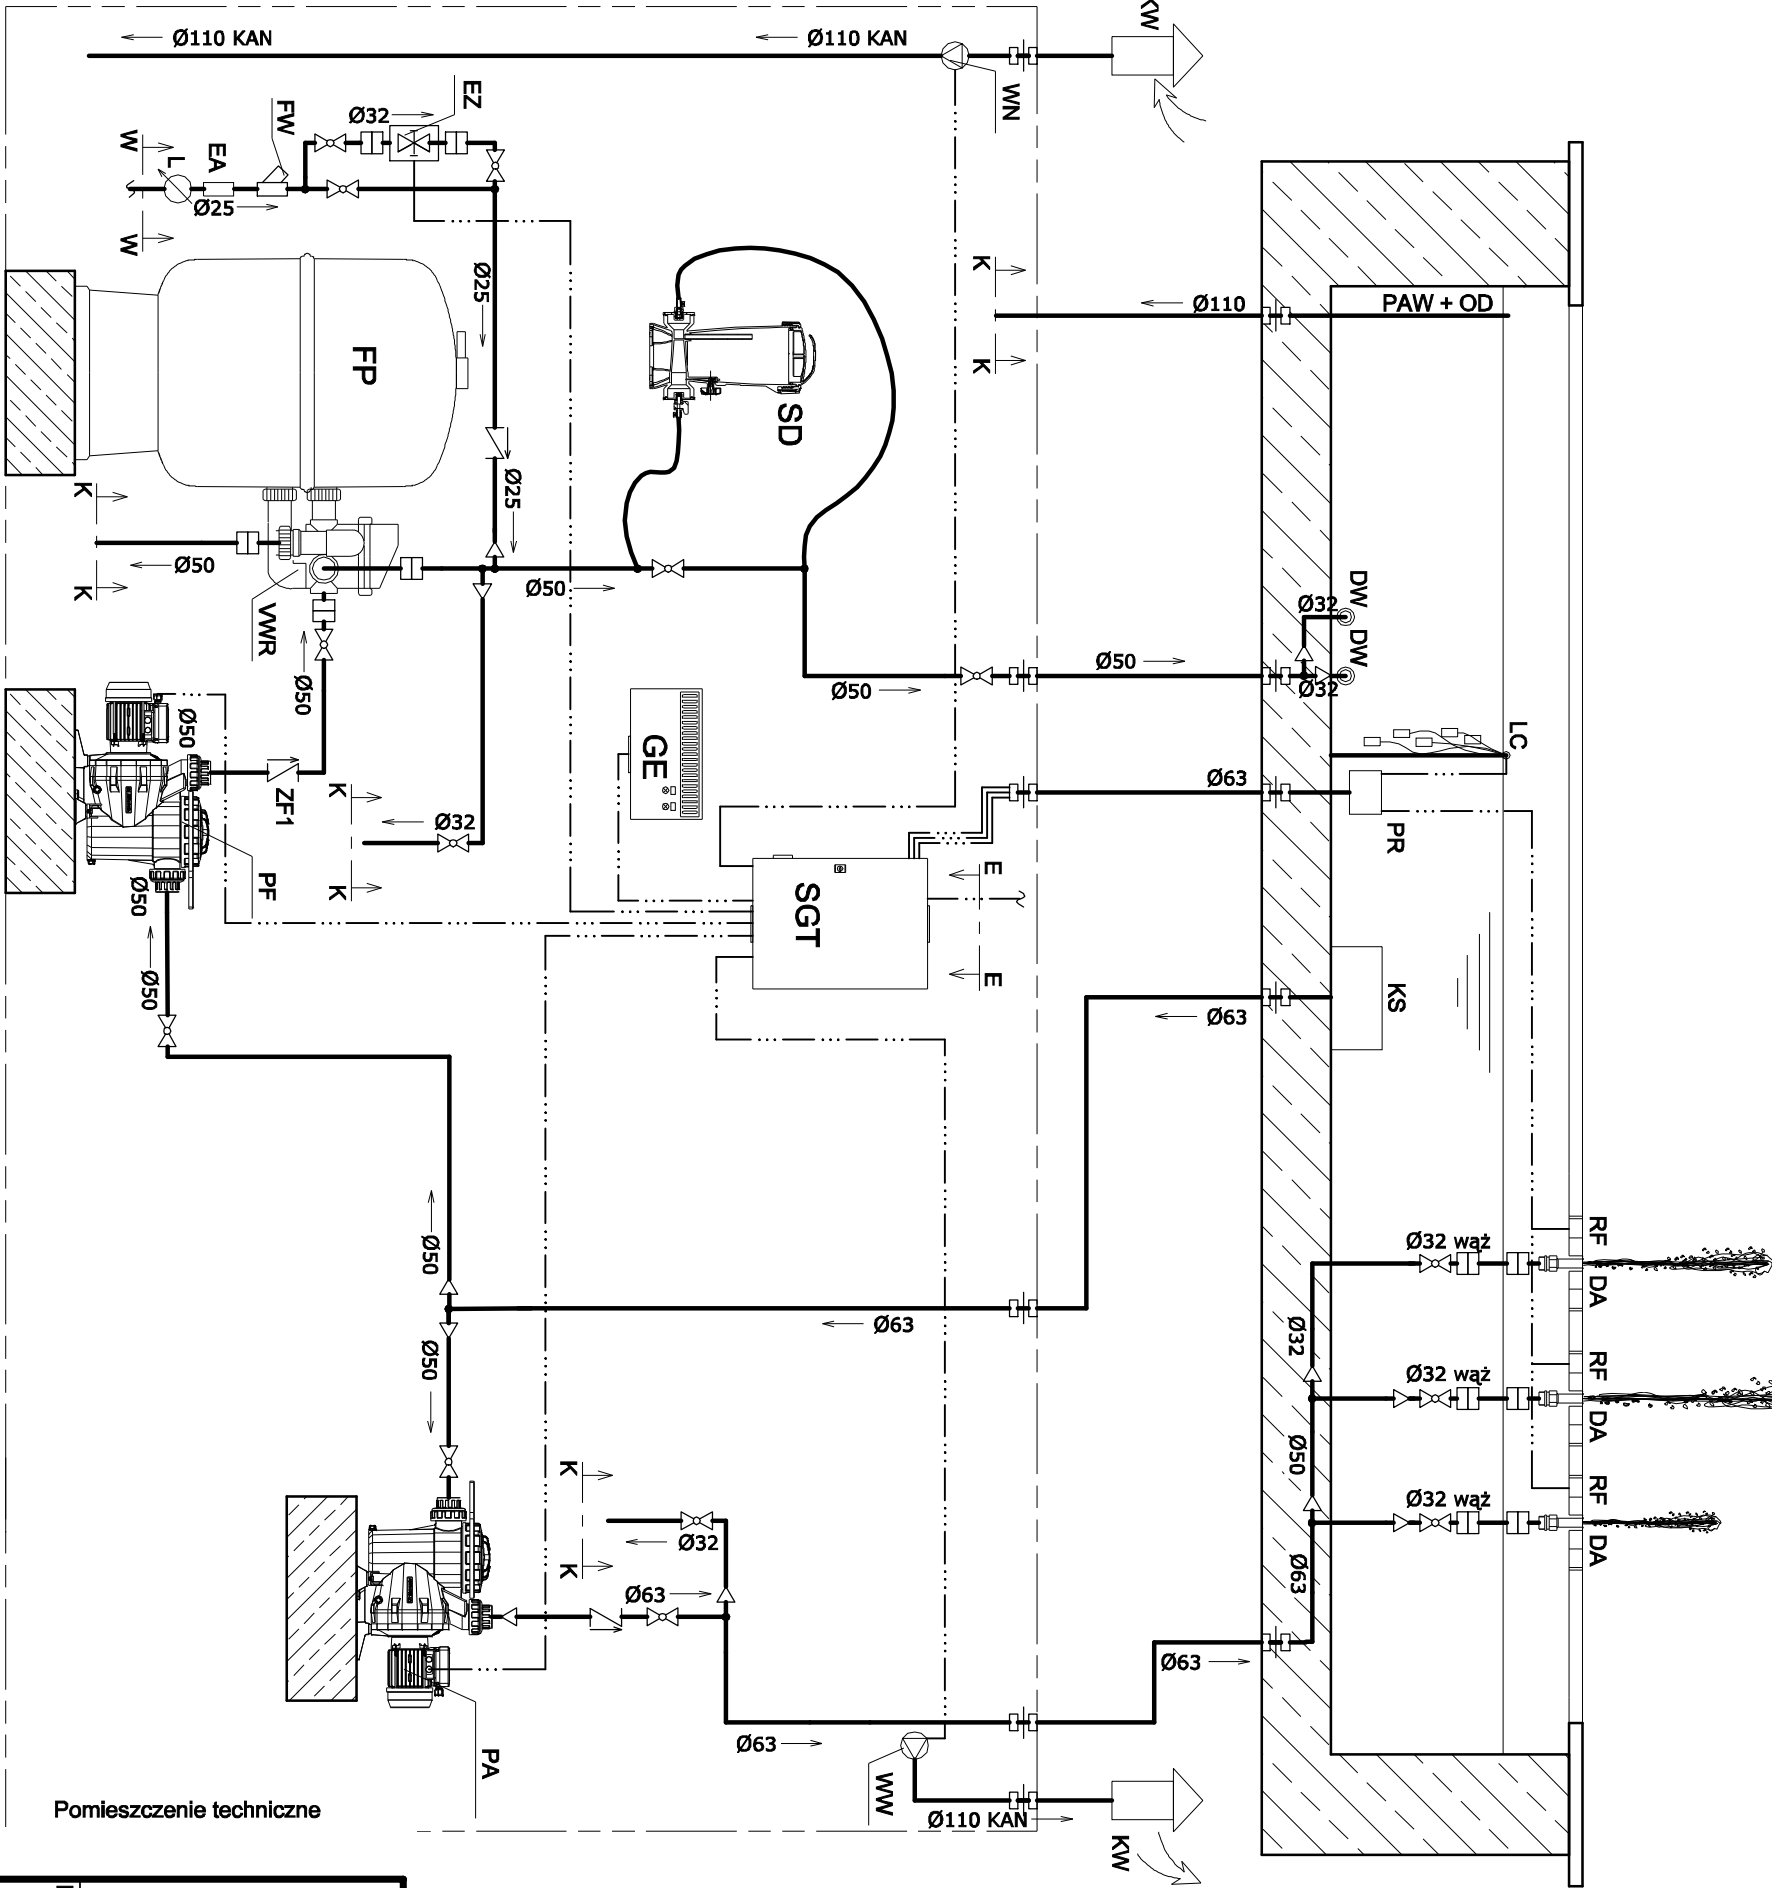 KW
Ø110 KAN
Ø110 KAN
WN
EZ
FW
Ø32
W
L
EA
Ø25
W
K
Ø110
PAW + OD
K
Ø25
FP
SD
K
Ø25
Ø50
K
Ø50
VWR
DW
Ø32
DW
Ø32
Ø50
Ø50
Ø50
Ø50
GE
LC
ZF1
K
Ø32
K
Ø63
PR
PF
Ø50
E
SGT
E
Ø50
KS
Ø63
Ø50
Ø63
Ø50
RF
Ø32 wąż
DA
Ø32
RF
Ø32 wąż
DA
Ø50
RF
Ø32 wąż
DA
Ø63
K
Ø32
K
Ø63
Ø63
Ø63
PA
WW
Ø110 KAN
KW
Pomieszczenie techniczne